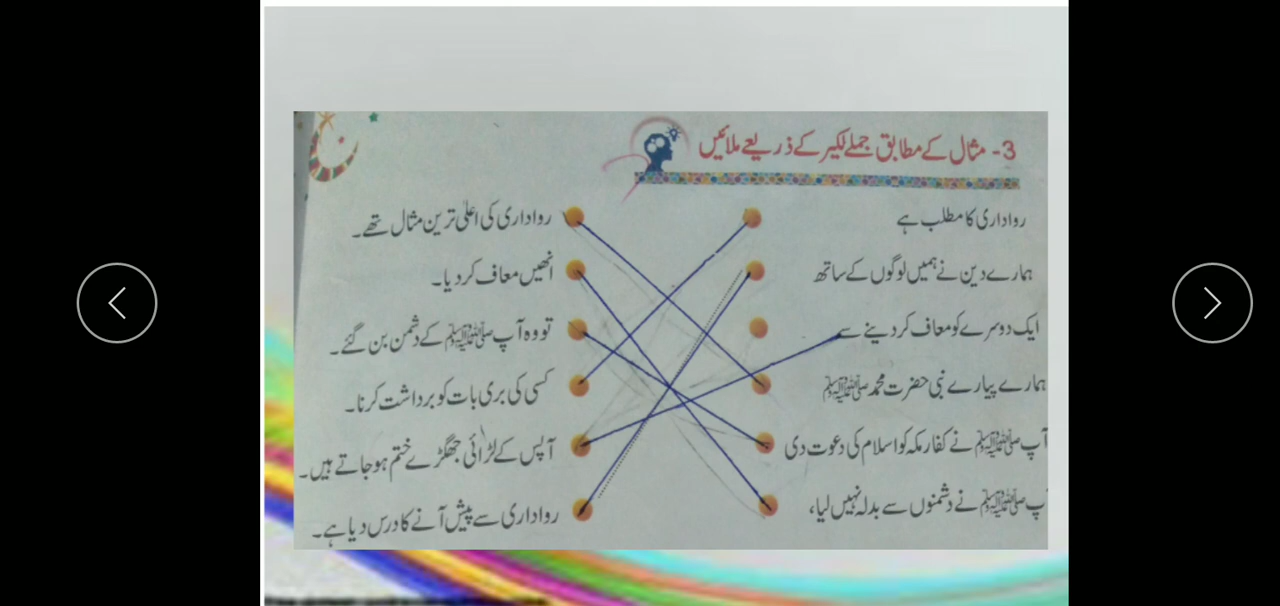 3- مثال کے مطابق جملے لکیر کے ذریعے ملائیں
رواداری کا مطلب ہے
رواداری کی اعلیٰ ترین مثال تھے۔
ہمارے دین نے ہمیں لوگوں کے ساتھ
انھیں معاف کر دیا۔
ایک دوسرے کو معاف کر دینے سے
تو وہ آپ ﷺ کے دشمن بن گئے۔
ہمارے پیارے نبی حضرت محمد ﷺ
کسی کی بری بات کو برداشت کرنا۔
آپ ﷺ نے کفار مکہ کو اسلام کی دعوت دی
آپس کے لڑائی جھگڑے ختم ہو جاتے ہیں۔
پ ﷺ نے دشمنوں سے بدلہ نہیں لیا،
رواداری سے پیش آنے کا درس دیا ہے۔